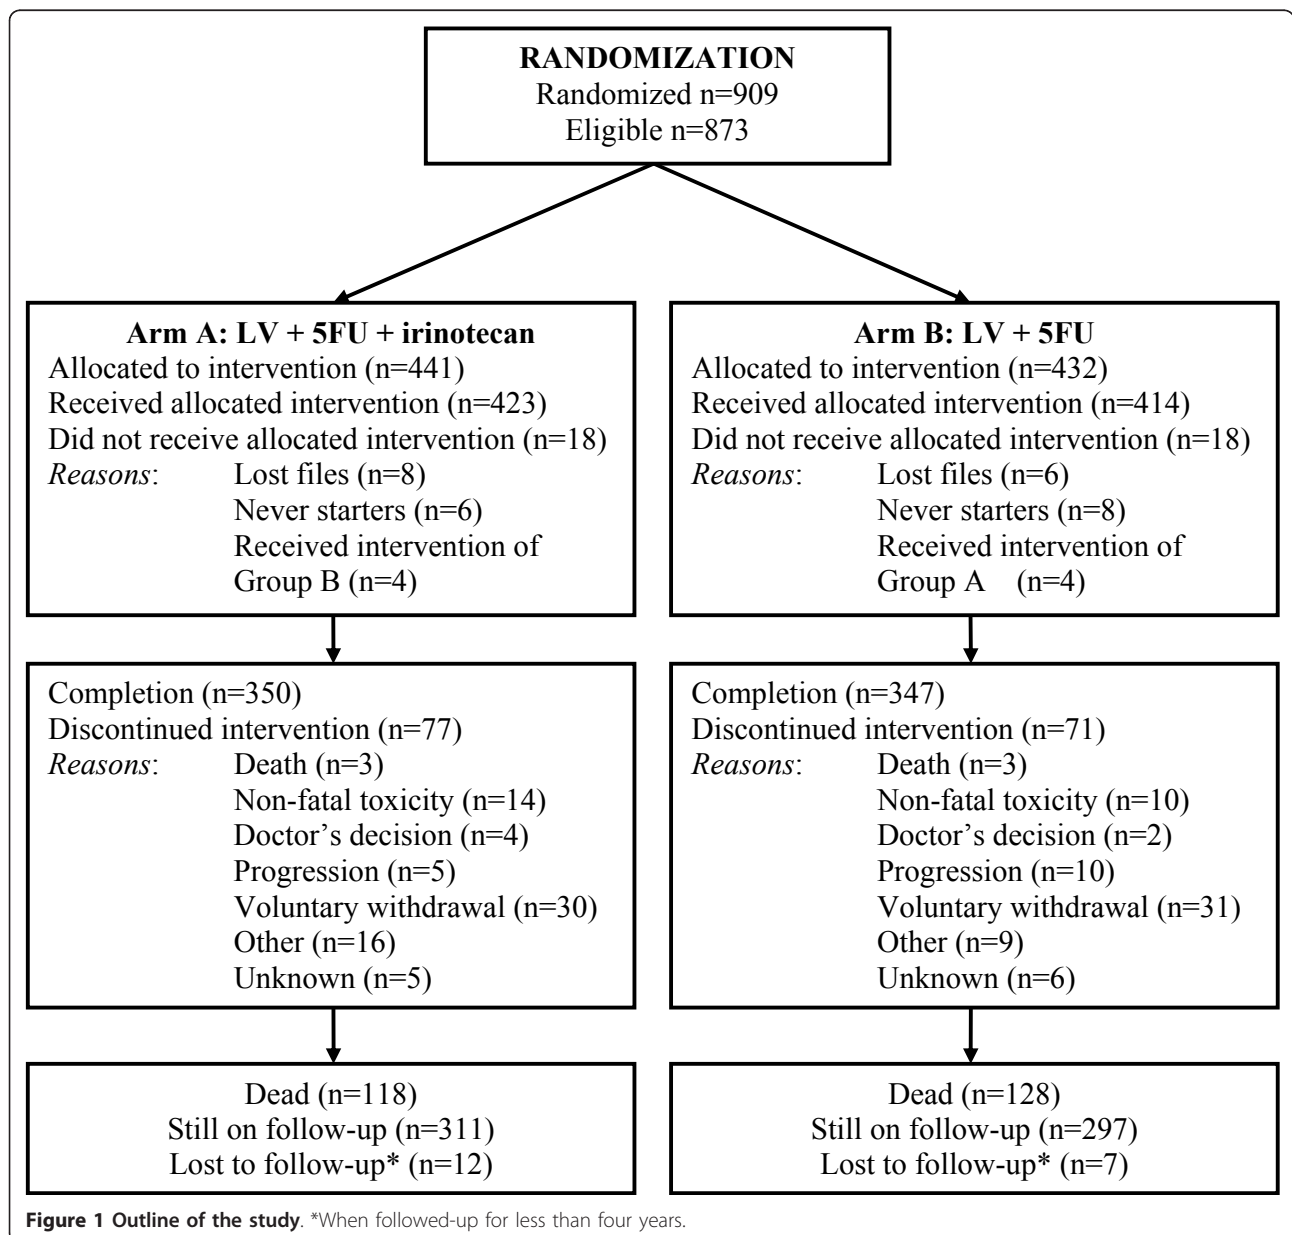 RANDOMIZATION
Randomized n=909
Eligible n=873
Arm A: LV + 5FU + irinotecan
Allocated to intervention (n=441)
Received allocated intervention (n=423)
Did not receive allocated intervention (n=18)
Reasons: Lost files (n=8)
Never starters (n=6)
Received intervention of
Group B (n=4)
Arm B: LV + 5FU
Allocated to intervention (n=432)
Received allocated intervention (n=414)
Did not receive allocated intervention (n=18)
Reasons: Lost files (n=6)
Never starters (n=8)
Received intervention of
Group A (n=4)
Completion (n=350)
Discontinued intervention (n=77)
Reasons: Death (n=3)
Non-fatal toxicity (n=14)
Doctor's decision (n=4)
Progression (n=5)
Voluntary withdrawal (n=30)
Other (n=16)
Unknown (n=5)
Completion (n=347)
Discontinued intervention (n=71)
Reasons: Death (n=3)
Non-fatal toxicity (n=10)
Doctor's decision (n=2)
Progression (n=10)
Voluntary withdrawal (n=31)
Other (n=9)
Unknown (n=6)
Dead (n=118)
Still on follow-up (n=311)
Lost to follow-up* (n=12)
Dead (n=128)
Still on follow-up (n=297)
Lost to follow-up* (n=7)
Figure 1 Outline of the study. *When followed-up for less than four years.